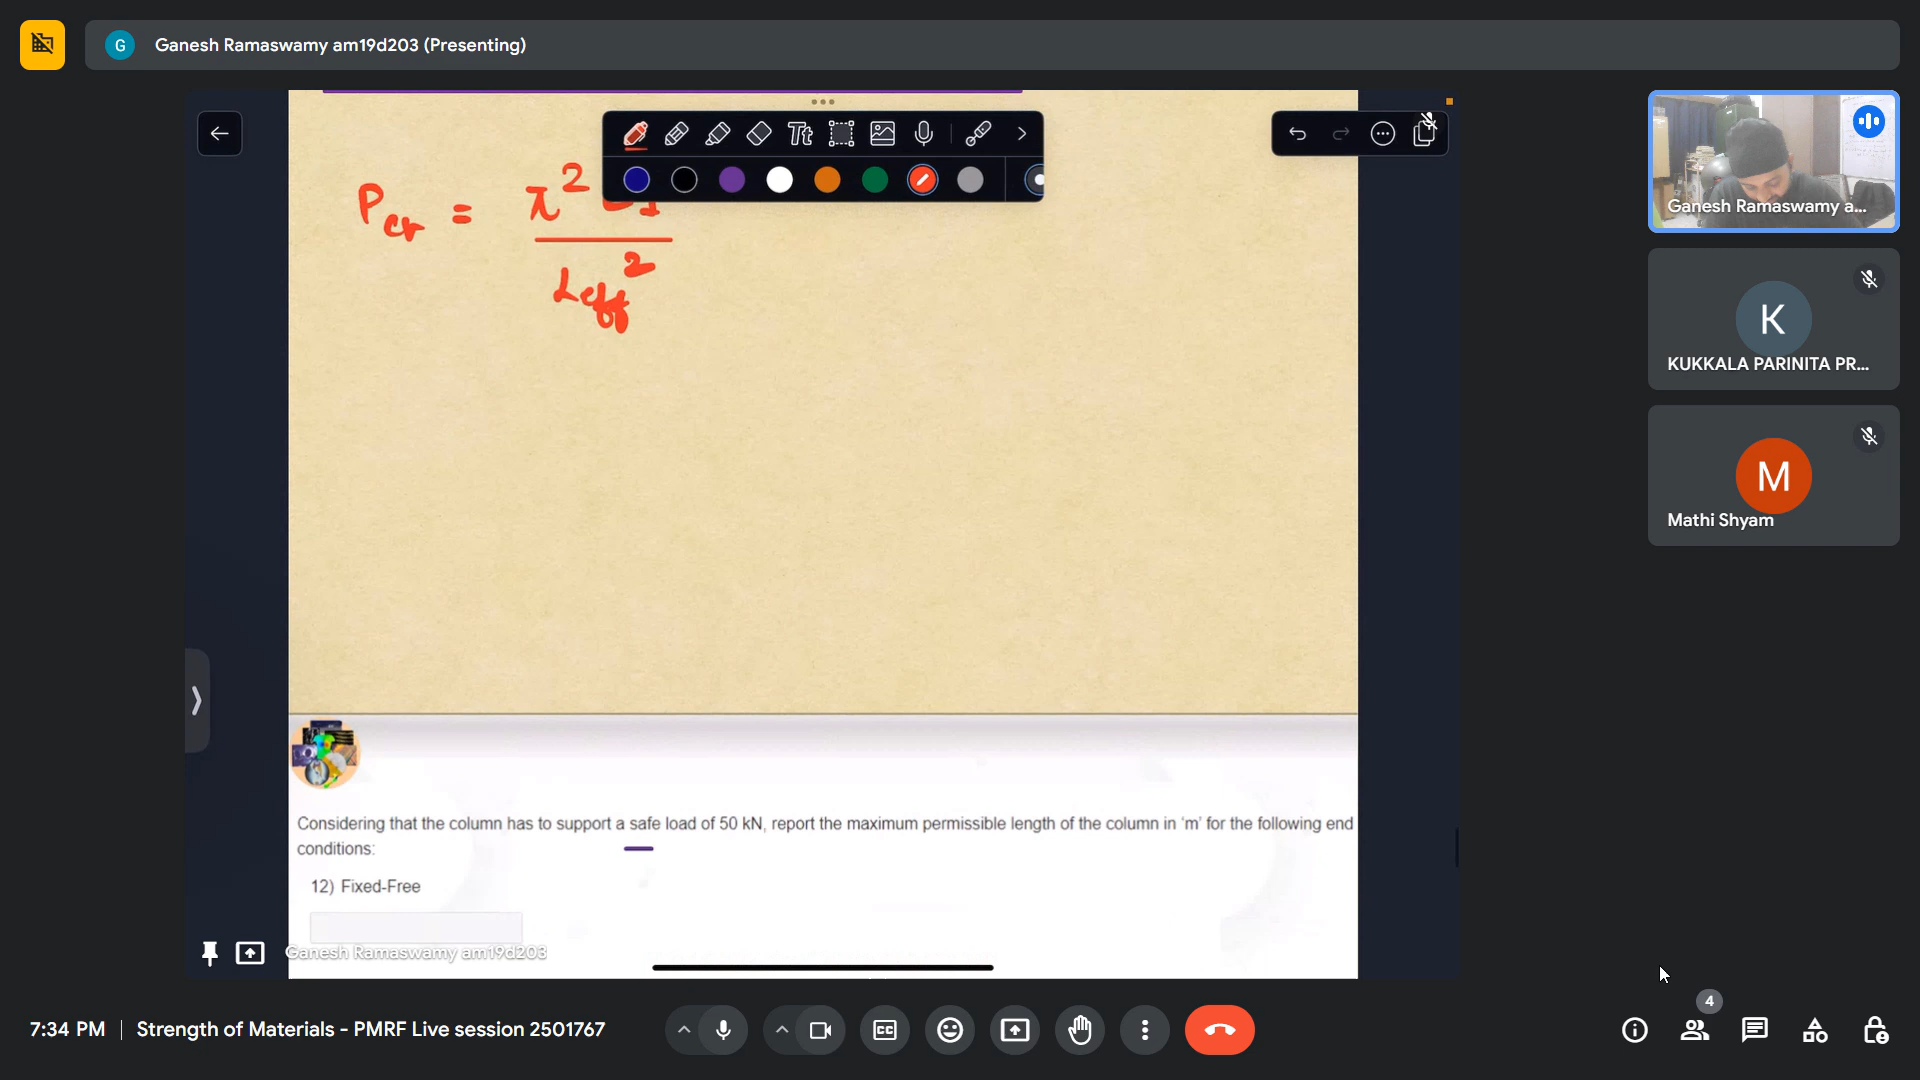 G Ganesh Ramaswamy am19d203 (Presenting)
Tt
Pcr = π²
Leff²
Ganesh Ramaswamy a...
K
KUKKALA PARINITA PR...
M
Mathi Shyam
Considering that the column has to support a safe load of 50 kN, report the maximum permissible length of the column in 'm' for the following end
conditions:
12) Fixed-Free
Ganesh Ramaswamy am19d203
7:34 PM | Strength of Materials - PMRF Live session 2501767
CC
4